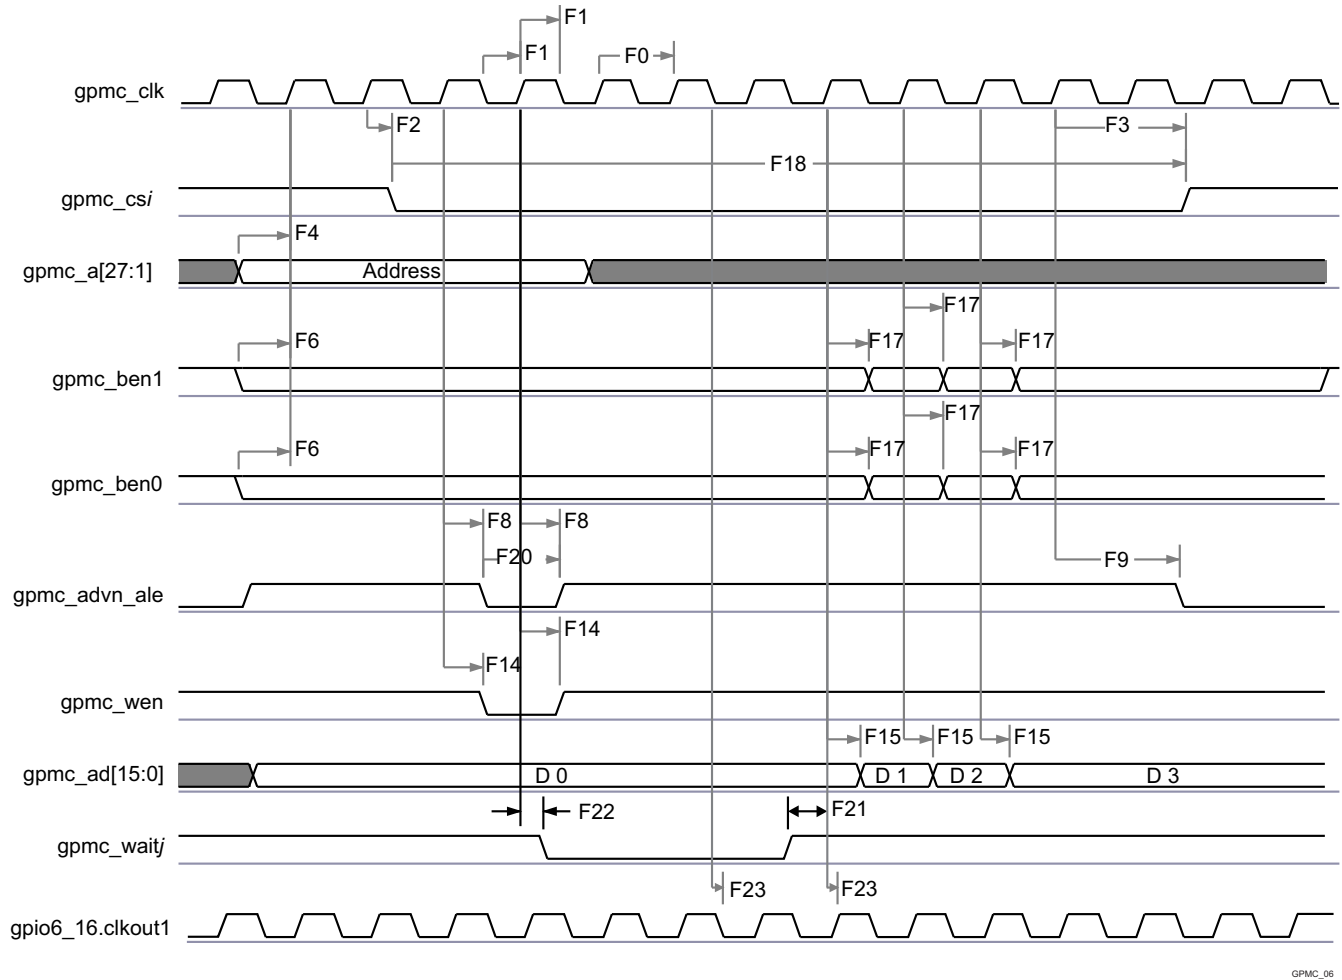 F1
F1
F0
gpmc_clk
F2
F3
F18
gpmc_csi
F4
gpmc_a[27:1]
Address
F17
F6
F17
F17
gpmc_ben1
F17
F6
F17
F17
gpmc_ben0
F8
F8
F20
F9
gpmc_advn_ale
F14
F14
gpmc_wen
F15
F15
F15
gpmc_ad[15:0]
D 0
D 1
D 2
D 3
F22
F21
gpmc_waitj
F23
F23
gpio6_16.clkout1
GPMC_06